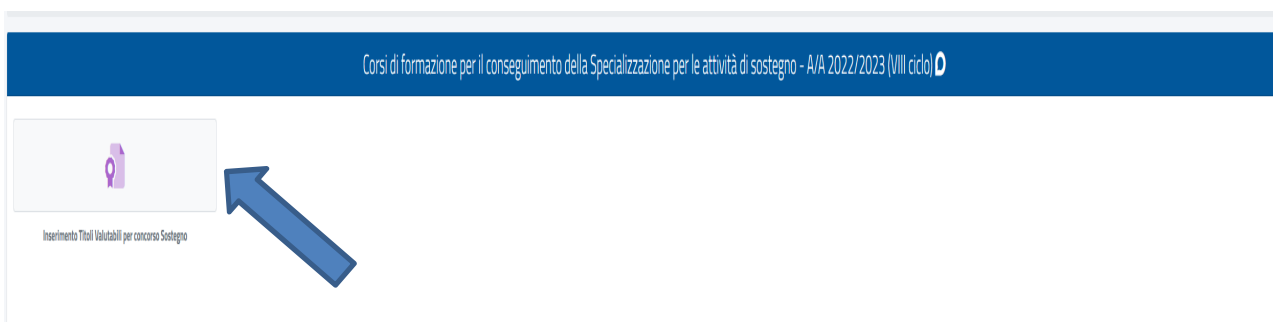 Corsi di formazione per il conseguimento della Specializzazione per le attività di sostegno - A/A 2022/2023 (VIII ciclo)
Inserimento Titoli Valutabili per concorso Sostegno